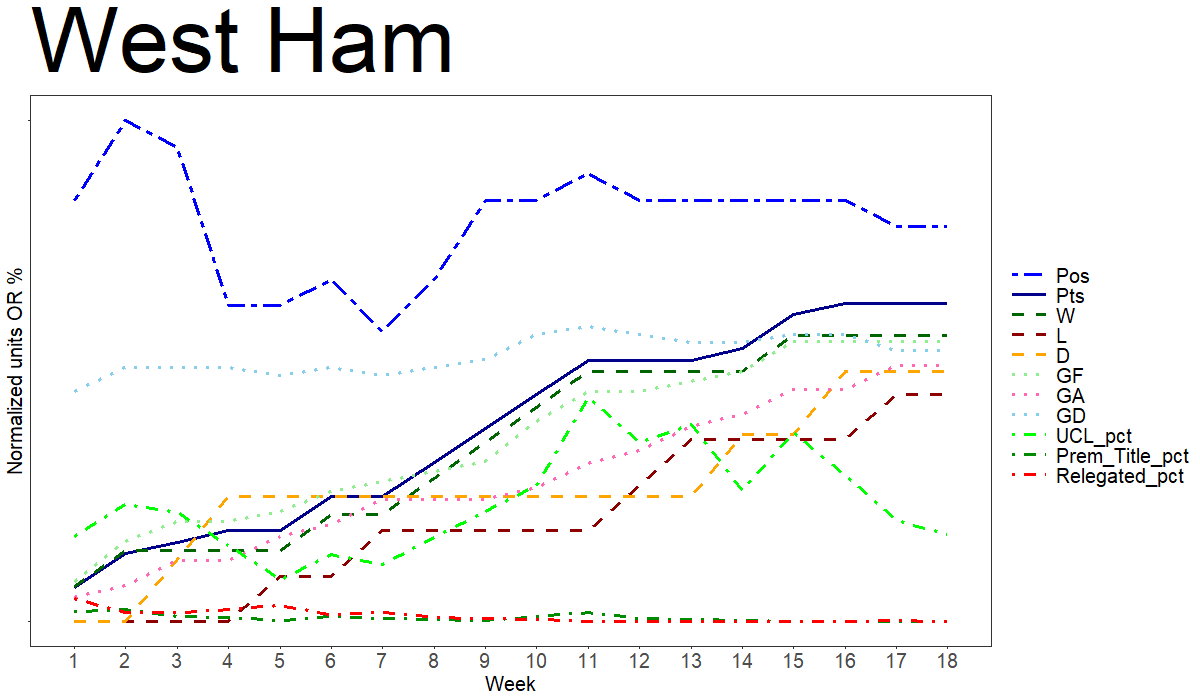 West Ham
Normalized units OR %
Pos
Pts
W
L
D
GF
GA
GD
UCL_pct
Prem_Title_pct
Relegated_pct
1 2 3 4 5 6 7 8 9 10 11 12 13 14 15 16 17 18
Week